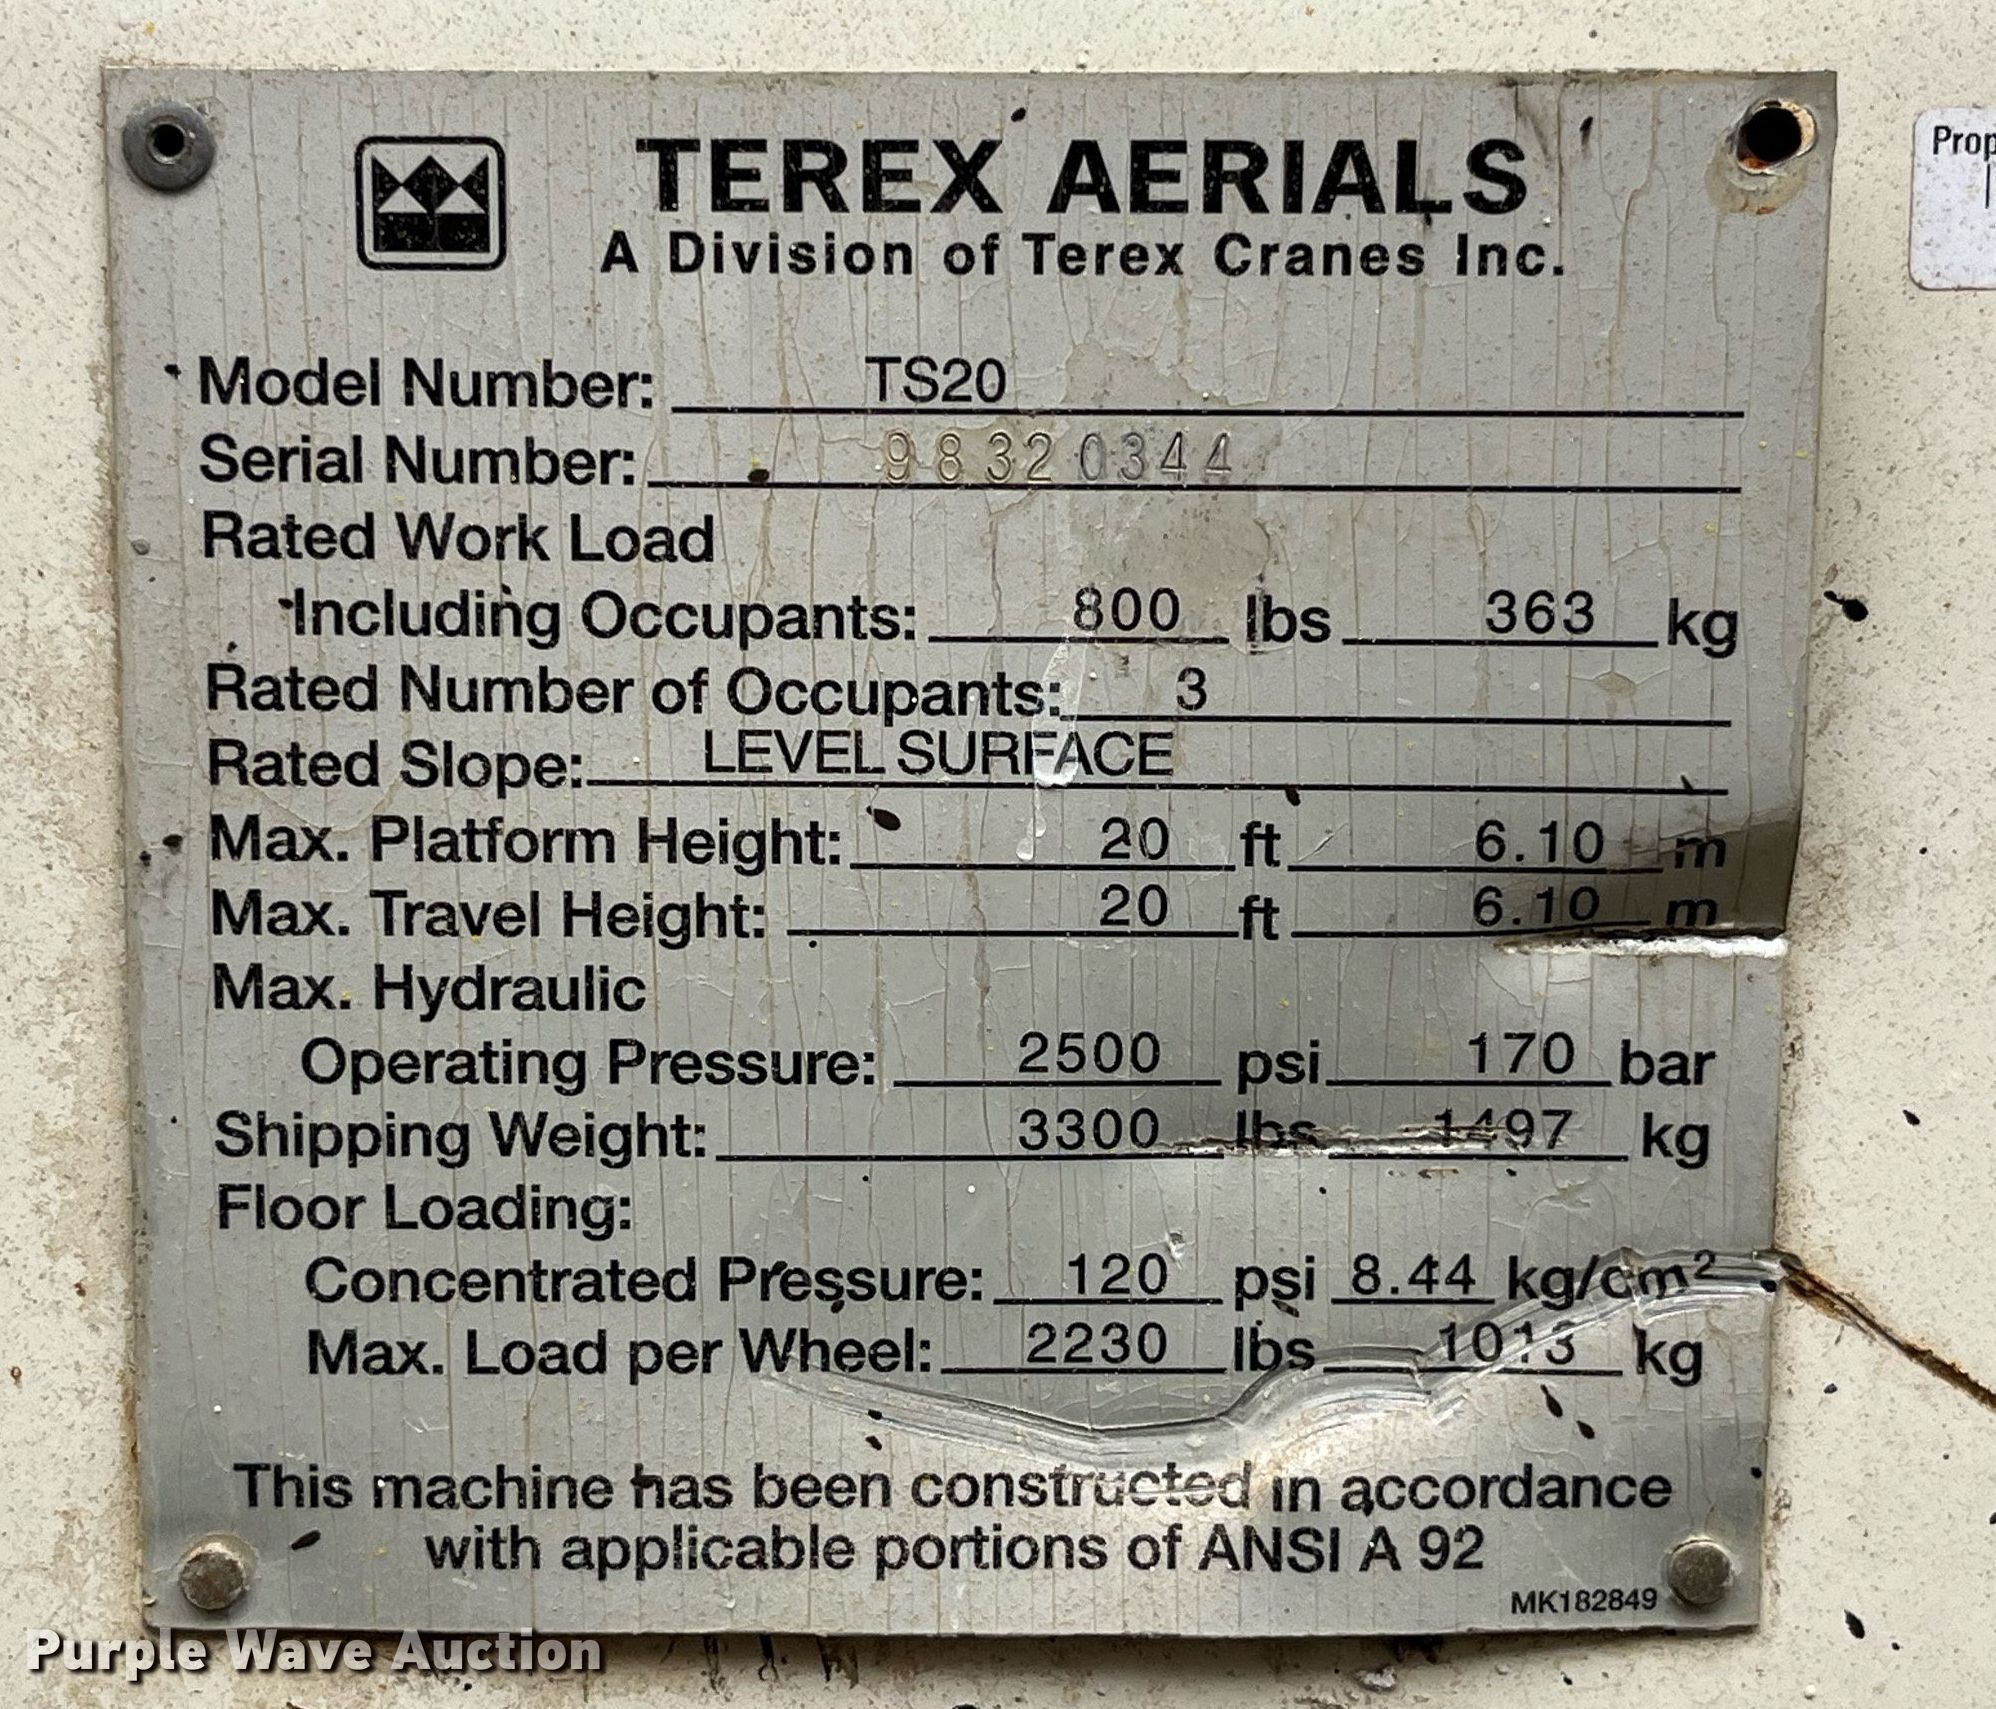 TEREX AERIALS
A Division of Terex Cranes Inc.
Model Number: TS20
Serial Number: 98320344
Rated Work Load
Including Occupants: 800 lbs 363 kg
Rated Number of Occupants: 3
Rated Slope: LEVEL SURFACE
Max. Platform Height: 20 ft 6.10 m
Max. Travel Height: 20 ft 6.10 m
Max. Hydraulic
Operating Pressure: 2500 psi 170 bar
Shipping Weight: 3300 lbs 1497 kg
Floor Loading:
Concentrated Pressure: 120 psi 8.44 kg/cm²
Max. Load per Wheel: 2230 lbs 1013 kg
This machine has been constructed in accordance
with applicable portions of ANSI A 92
MK182849
Prop
Purple Wave Auction